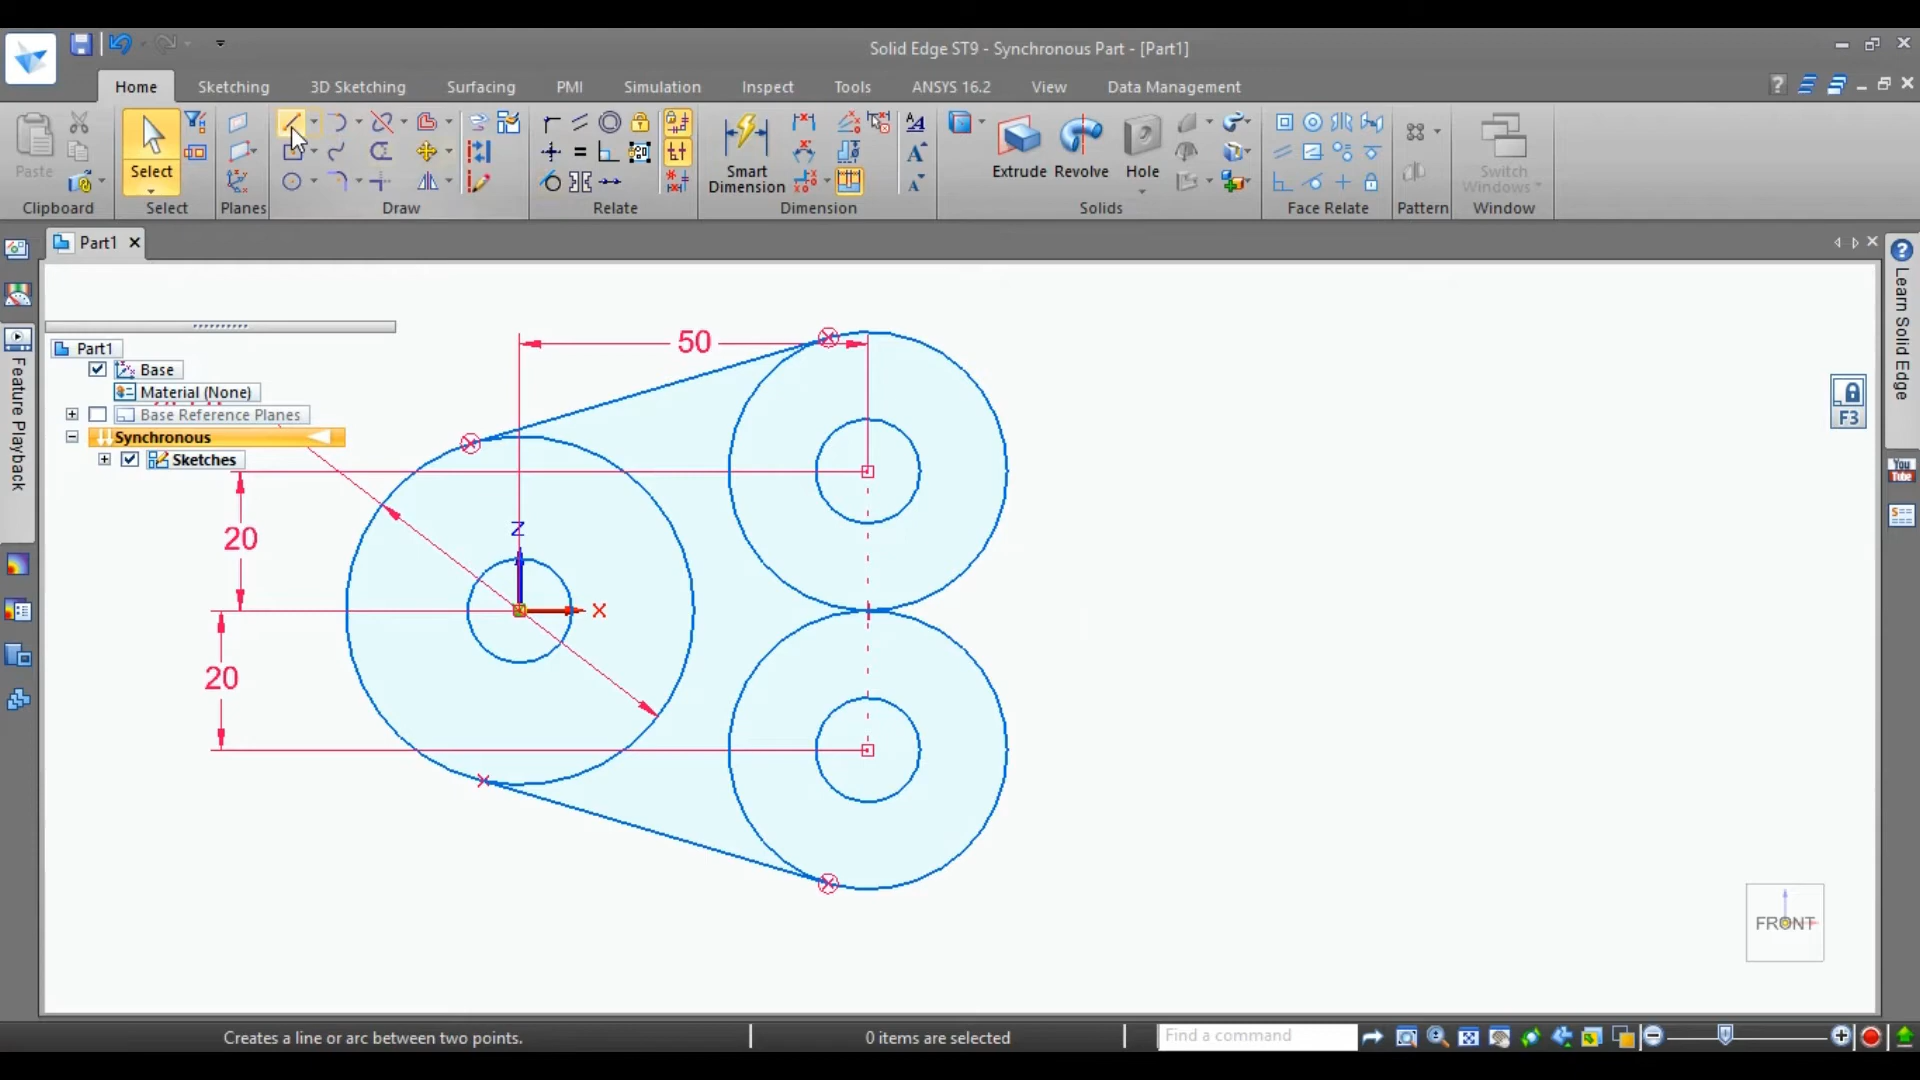 Solid Edge ST9 - Synchronous Part - [Part1]
Home
Sketching
3D Sketching
Surfacing
PMI
Simulation
Inspect
Tools
ANSYS 16.2
View
Data Management
Paste
Select
Smart
Dimension
Extrude
Revolve
Hole
Switch
Windows
Clipboard
Select
Planes
Draw
Relate
Dimension
Solids
Face Relate
Pattern
Window
Part1
Feature Playback
Learn Solid Edge
You
Tube
Part1
Base
Material (None)
Base Reference Planes
Synchronous
Sketches
50
20
20
Z
X
F3
FRONT
Creates a line or arc between two points.
0 items are selected
Find a command